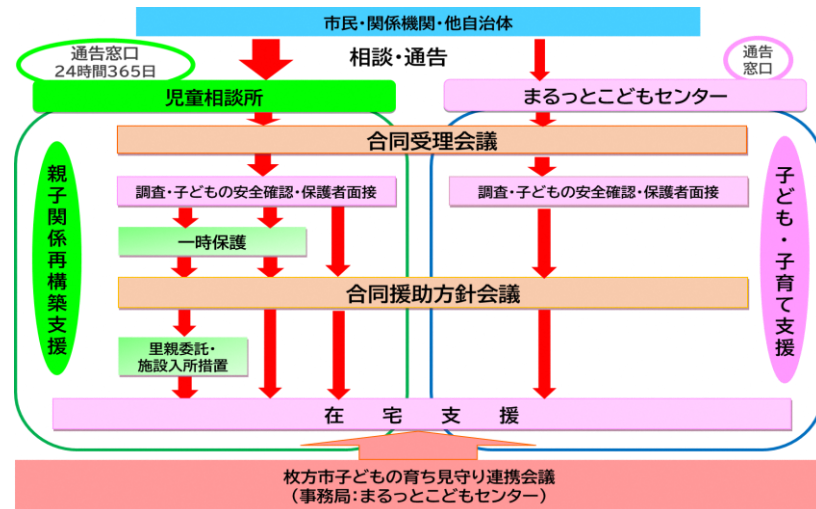 市民・関係機関・他自治体
通告窓口
24時間365日
相談・通告
通告
窓口
児童相談所
まるっとこどもセンター
合同受理会議
調査・子どもの安全確認・保護者面接
調査・子どもの安全確認・保護者面接
親子関係再構築支援
子ども・子育て支援
一時保護
合同援助方針会議
里親委託・
施設入所措置
在宅支援
枚方市子どもの育ち見守り連携会議
(事務局:まるっとこどもセンター)